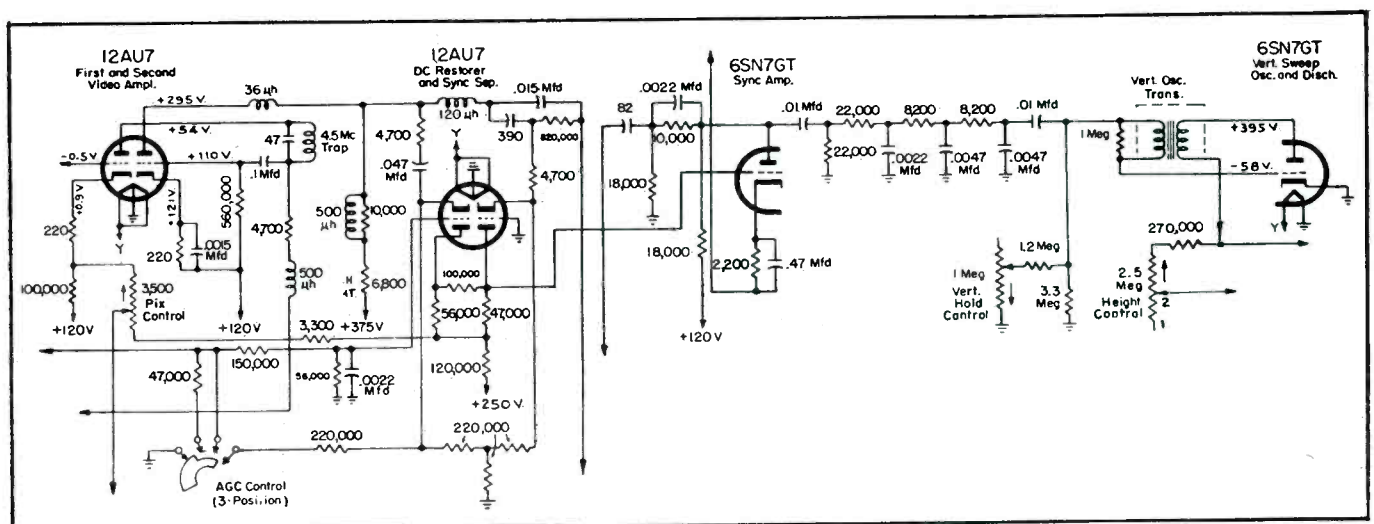 12AU7
First and Second
Video Ampl.
12AU7
DC Restorer
and Sync Sep.
6SN7GT
Sync Amp.
6SN7GT
Vert. Sweep
Osc. and Disch.
Vert. Osc.
Trans.
36 μh
+295 V.
+54 V.
47
4.5 Mc
Trap
-0.5 V
+110 V
.1 Mfd
+0.9 V.
+121 V.
220
Y
220
.0015
Mfd
560,000
4,700
500
μh
100,000
3,500
Pix
Control
+120 V
+120 V
4,700
.047
Mfd
120 μh
Y
.015 Mfd
390
820,000
4,700
500
μh
10,000
6,800
+375 V
100,000
56,000
47,000
3,300
120,000
+250 V.
150,000
47,000
56,000
.0022
Mfd
220,000
220,000
AGC Control
(3-Position)
82
.0022 Mfd
10,000
18,000
18,000
+120 V
2,200
.47 Mfd
.01 Mfd
22,000
8,200
8,200
.01 Mfd
22,000
.0022
Mfd
.0047
Mfd
.0047
Mfd
1 Meg
+395 V.
-58 V.
Y
1 Meg
Vert.
Hold
Control
1.2 Meg
3.3
Meg
270,000
2.5
Meg
Height
Control
2
1